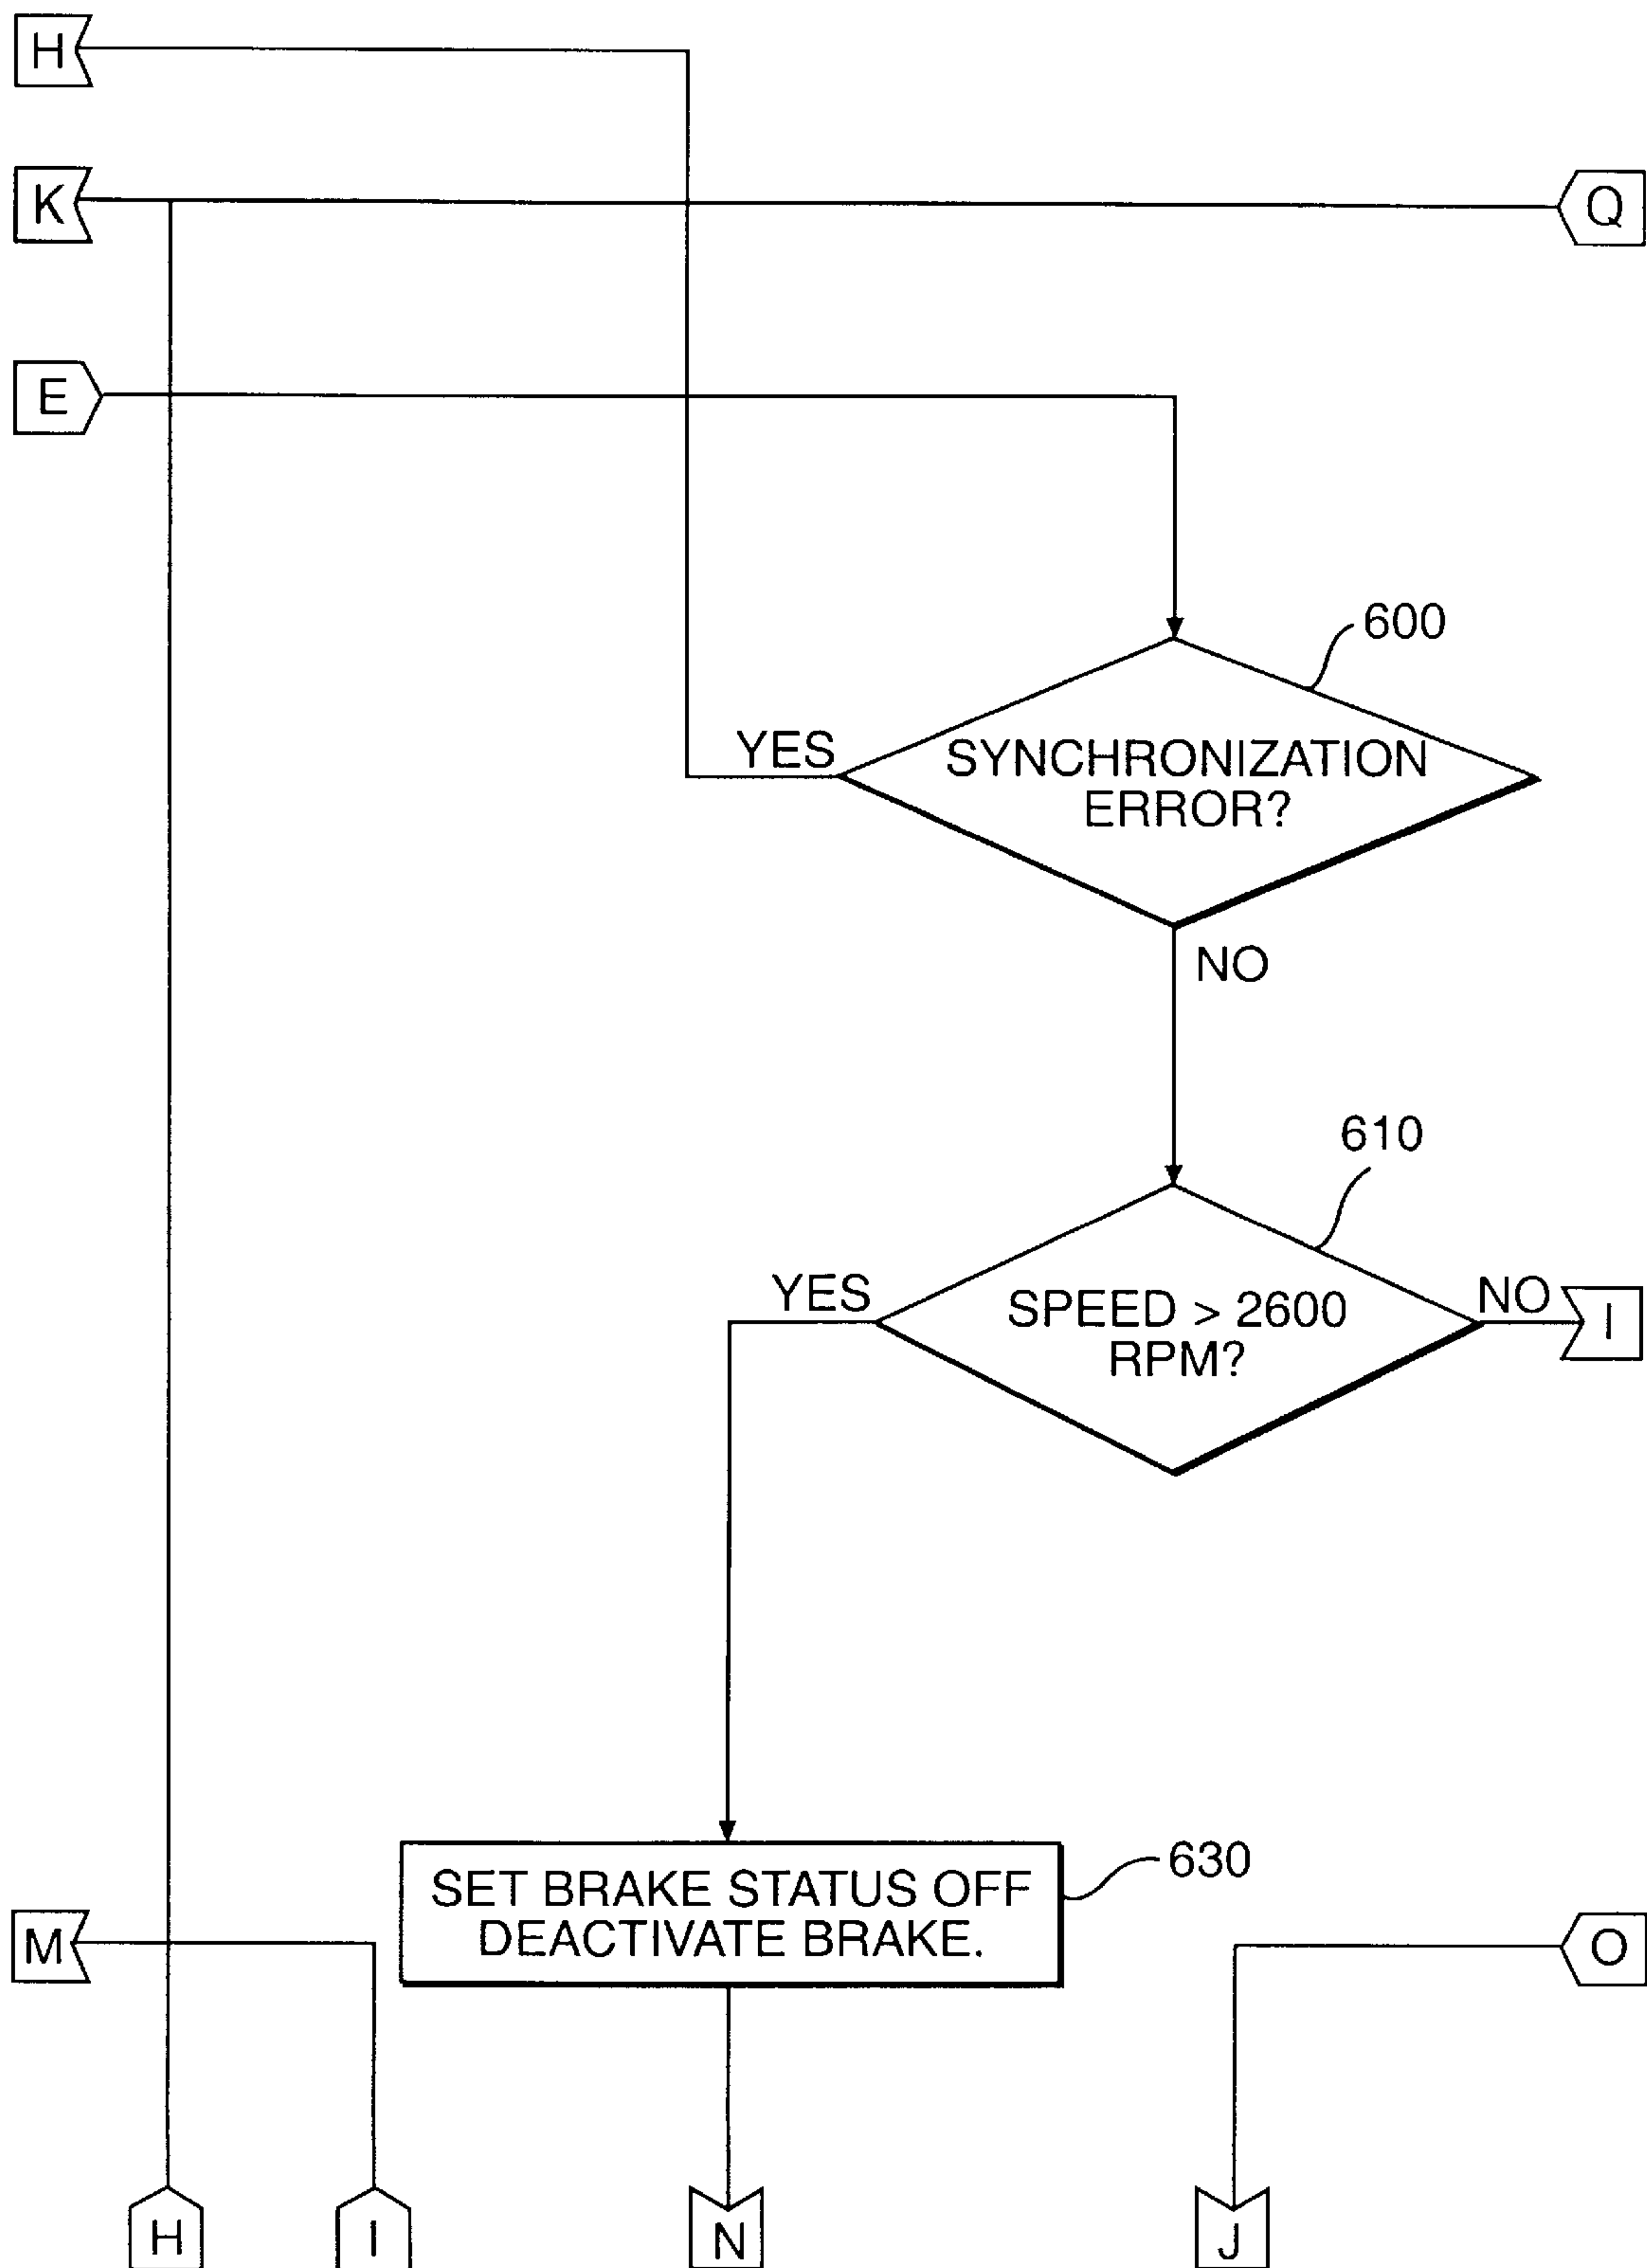 H
K
Q
E
600
YES
SYNCHRONIZATION
ERROR?
NO
610
YES
SPEED > 2600
RPM?
NO
I
630
SET BRAKE STATUS OFF
DEACTIVATE BRAKE.
M
O
H
I
N
J